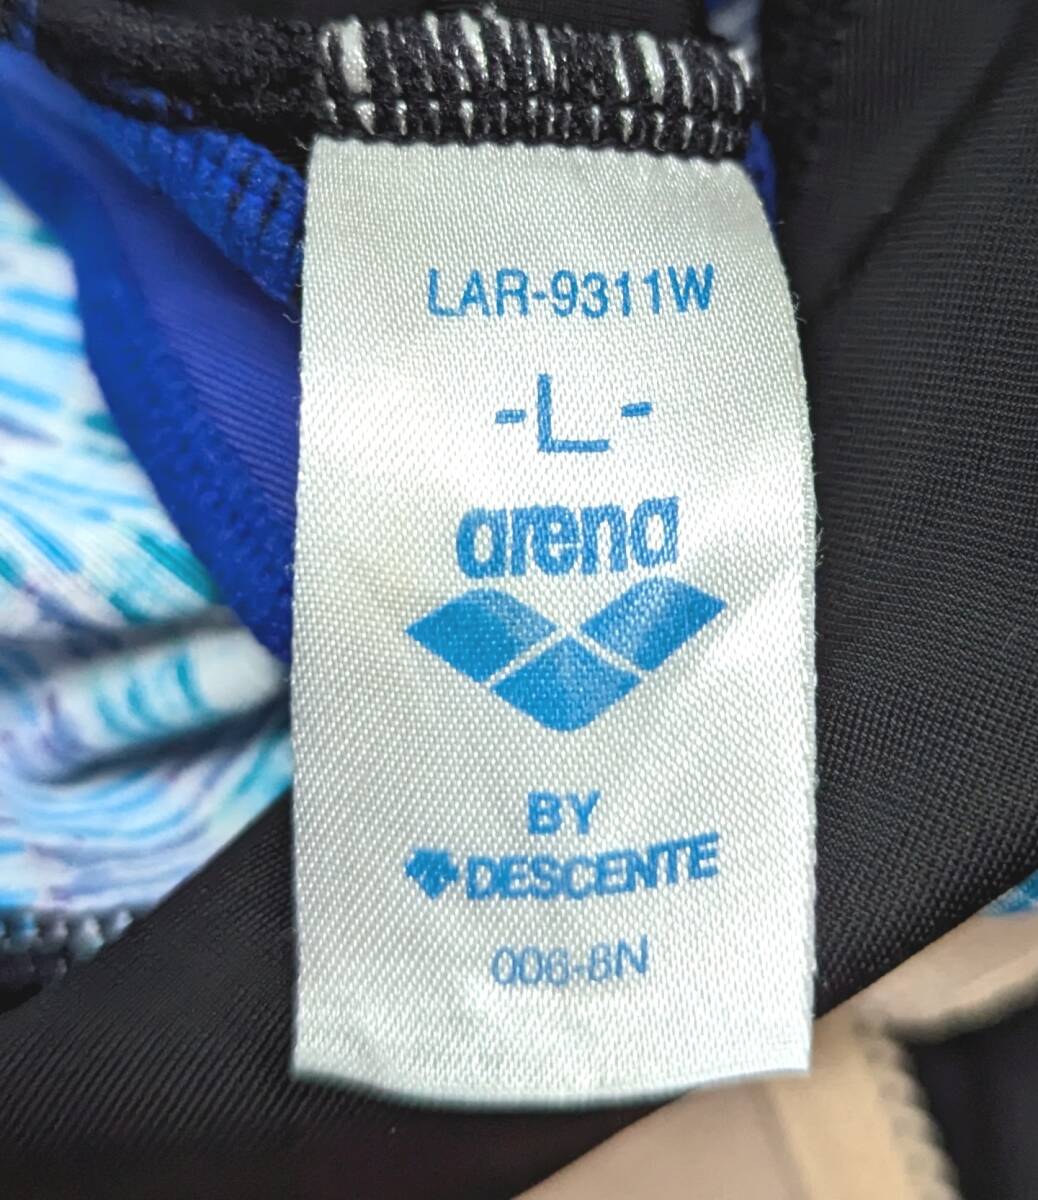 LAR-9311W
-L-
arena
BY
DESCENTE
006-8N